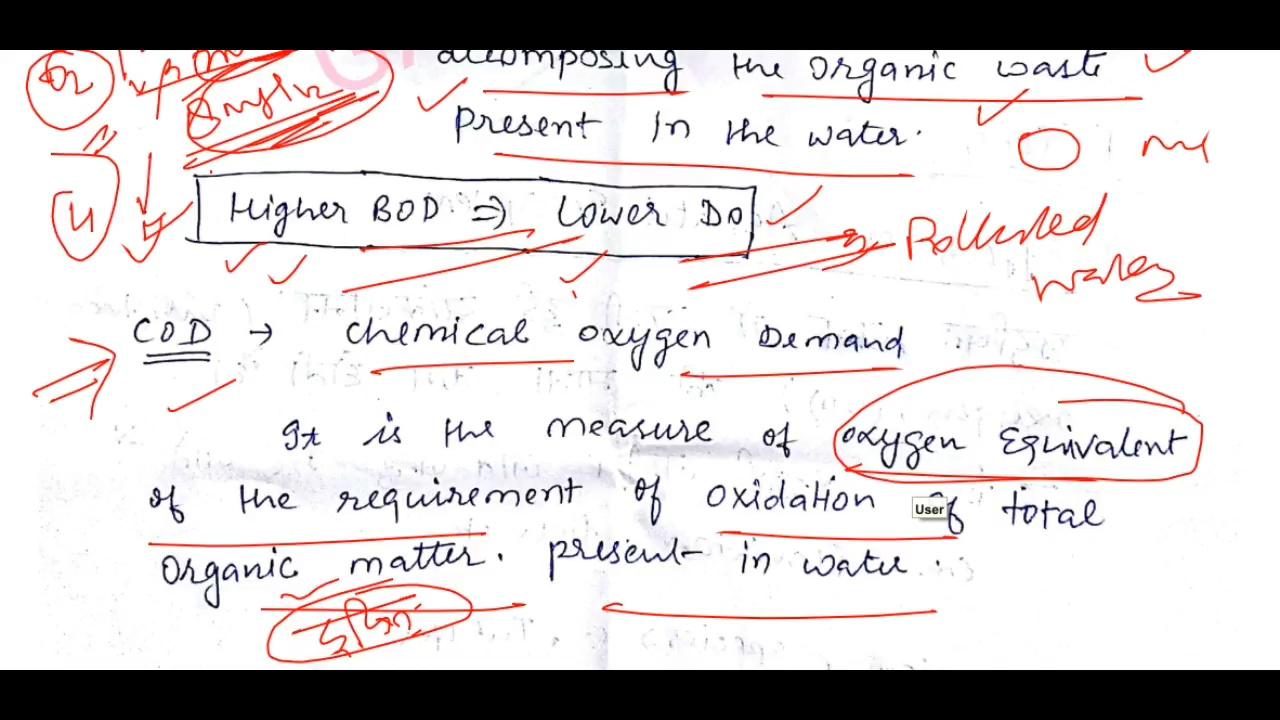 decomposing the organic waste
present in the water.
Higher BOD ⇒ Lower DO
Polluted
water
COD → Chemical Oxygen Demand
It is the measure of oxygen Equivalent
of the requirement of oxidation of total
User
organic matter. present in water.